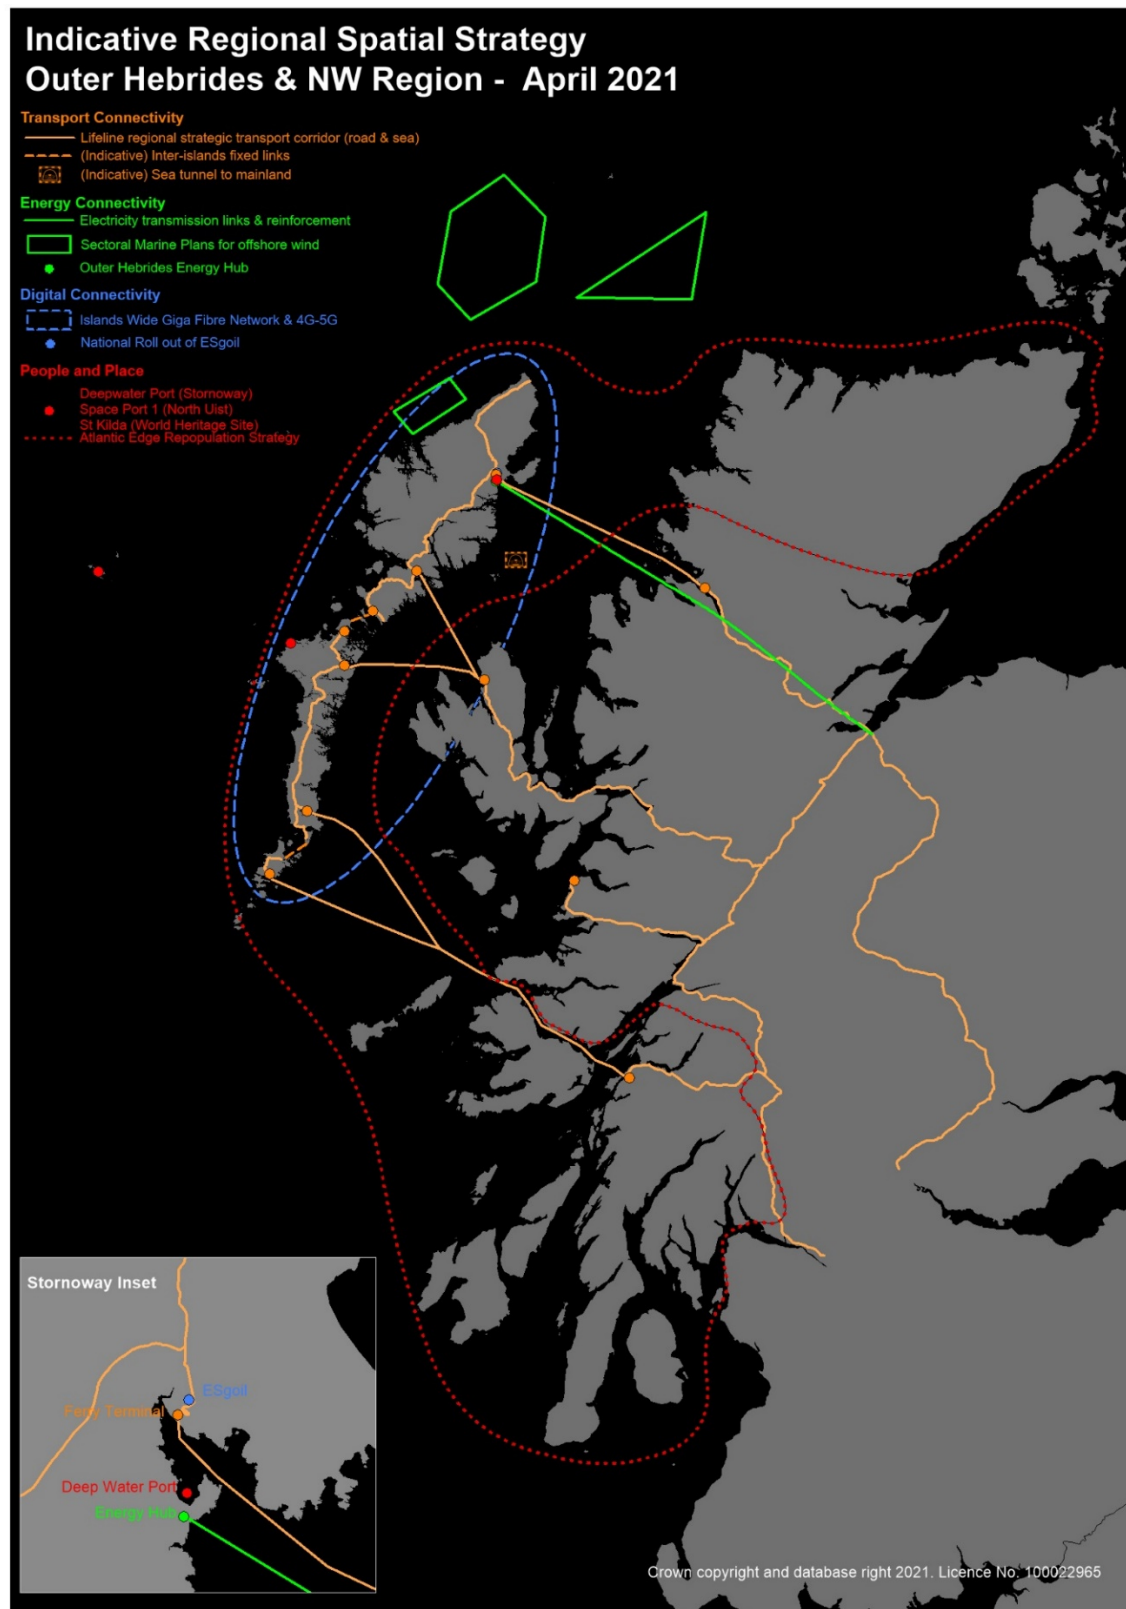 Indicative Regional Spatial Strategy
Outer Hebrides & NW Region - April 2021
Transport Connectivity
Lifeline regional strategic transport corridor (road & sea)
(Indicative) Inter-islands fixed links
(Indicative) Sea tunnel to mainland
Energy Connectivity
Electricity transmission links & reinforcement
Sectoral Marine Plans for offshore wind
Outer Hebrides Energy Hub
Digital Connectivity
Islands Wide Giga Fibre Network & 4G-5G
National Roll out of ESgoil
People and Place
Deepwater Port (Stornoway)
Space Port 1 (North Uist)
St Kilda (World Heritage Site)
Atlantic Edge Repopulation Strategy
Stornoway Inset
ESgoil
Ferry Terminal
Deep Water Port
Energy Hub
Crown copyright and database right 2021. Licence No. 100022965